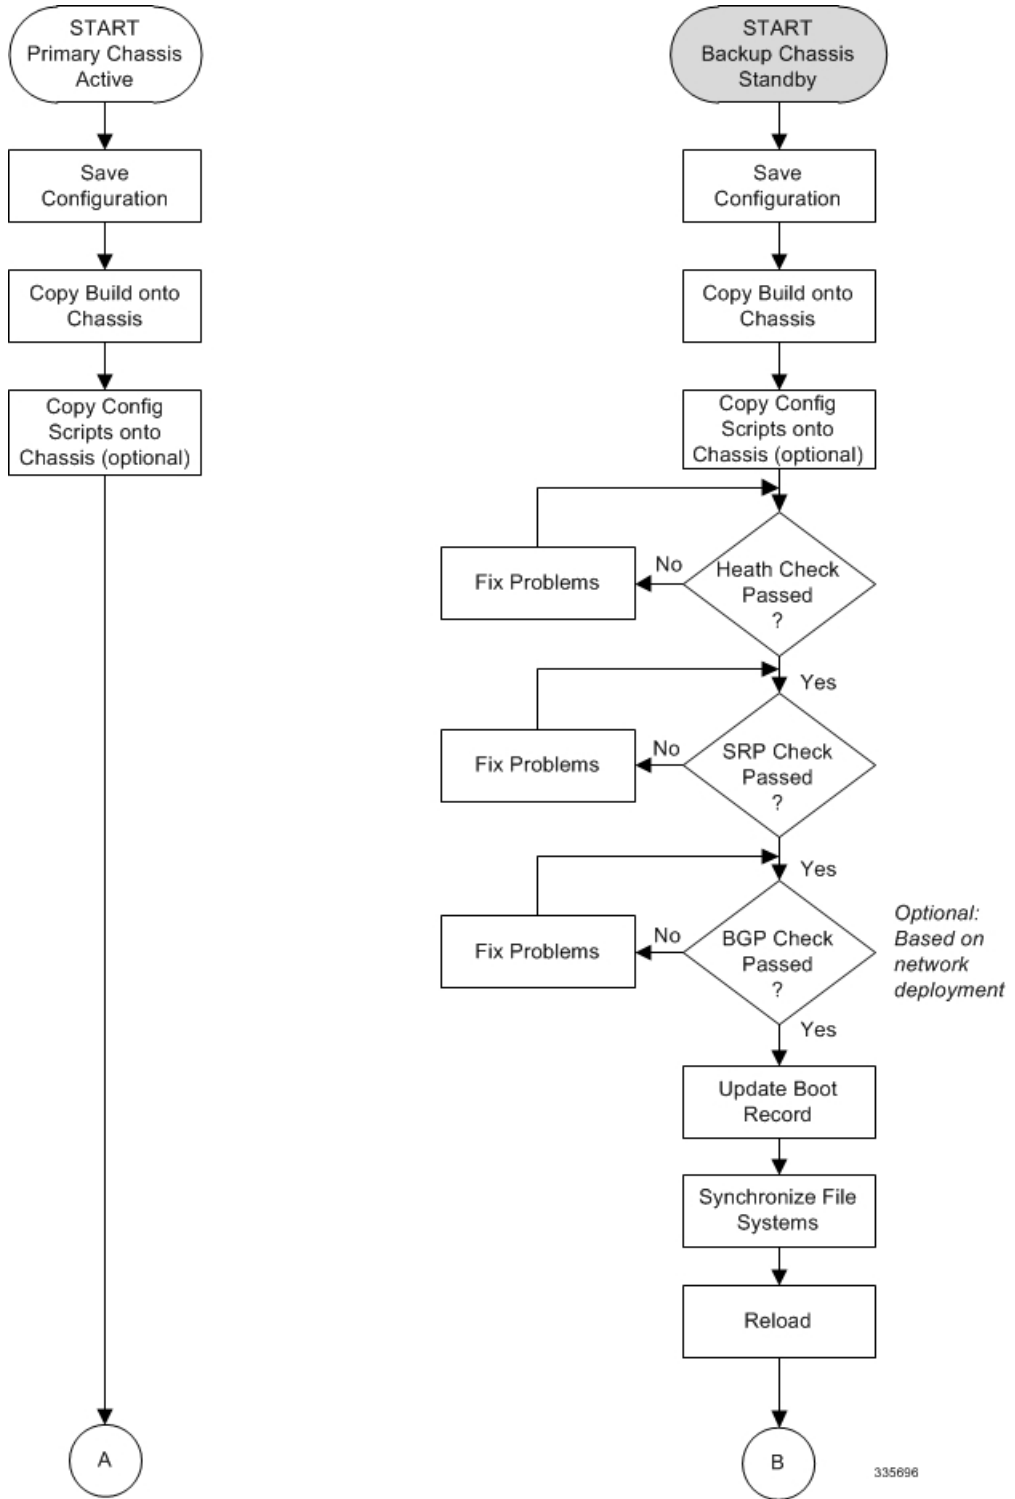 START
Primary Chassis
Active
Save
Configuration
Copy Build onto
Chassis
Copy Config
Scripts onto
Chassis (optional)
A
START
Backup Chassis
Standby
Save
Configuration
Copy Build onto
Chassis
Copy Config
Scripts onto
Chassis (optional)
Heath Check
Passed
?
No
Fix Problems
Yes
SRP Check
Passed
?
No
Fix Problems
Yes
BGP Check
Passed
?
No
Fix Problems
Optional:
Based on
network
deployment
Yes
Update Boot
Record
Synchronize File
Systems
Reload
B
335696